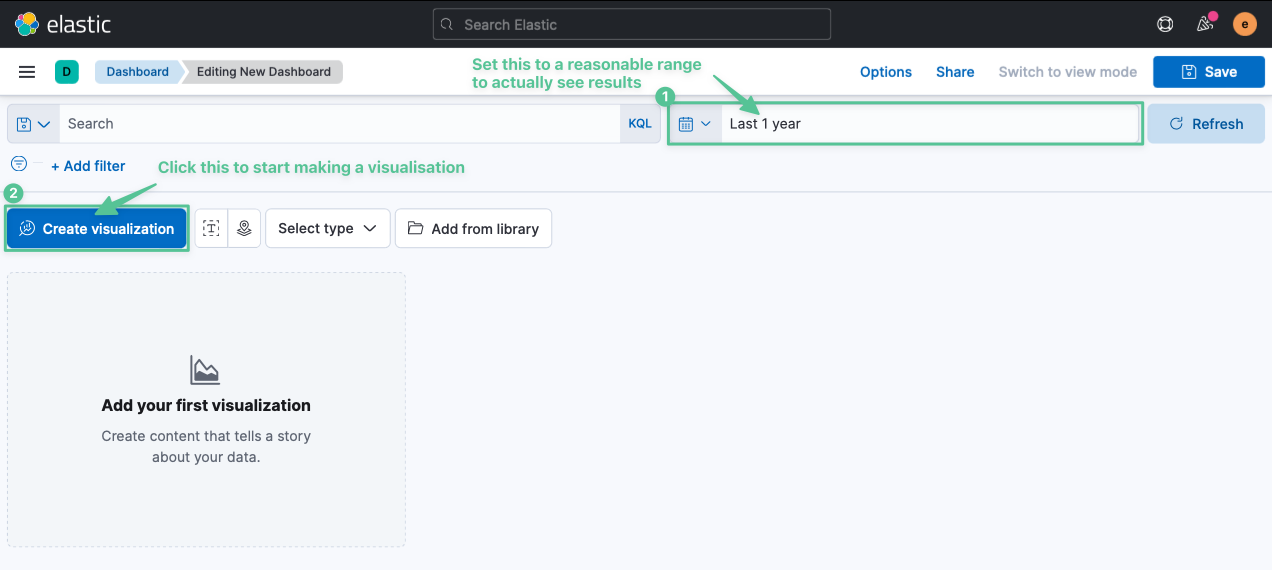 elastic
Search Elastic
e
D
Dashboard
Editing New Dashboard
Set this to a reasonable range
to actually see results
Options
Share
Switch to view mode
Save
1
Search
KQL
Last 1 year
Refresh
+ Add filter
Click this to start making a visualisation
2
Create visualization
T
Select type
Add from library
Add your first visualization
Create content that tells a story
about your data.